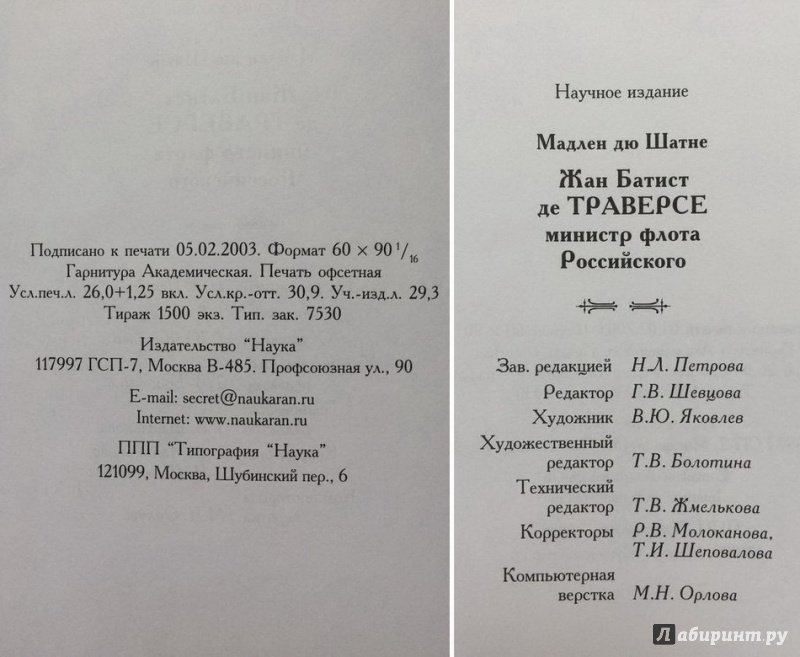 Подписано к печати 05.02.2003. Формат 60 × 90 1/16
Гарнитура Академическая. Печать офсетная
Усл.печ.л. 26,0+1,25 вкл. Усл.кр.-отт. 30,9. Уч.-изд.л. 29,3
Тираж 1500 экз. Тип. зак. 7530
Издательство "Наука"
117997 ГСП-7, Москва В-485. Профсоюзная ул., 90
E-mail: secret@naukaran.ru
Internet: www.naukaran.ru
ППП "Типография "Наука"
121099, Москва, Шубинский пер., 6
Научное издание
Мадлен дю Шатне
Жан Батист
де ТРАВЕРСЕ
министр флота
Российского
Зав. редакцией Н.Л. Петрова
Редактор Г.В. Шевцова
Художник В.Ю. Яковлев
Художественный
редактор Т.В. Болотина
Технический
редактор Т.В. Жмелькова
Корректоры Р.В. Молоканова,
Т.И. Шеповалова
Компьютерная
верстка М.Н. Орлова
Лабиринт.ру